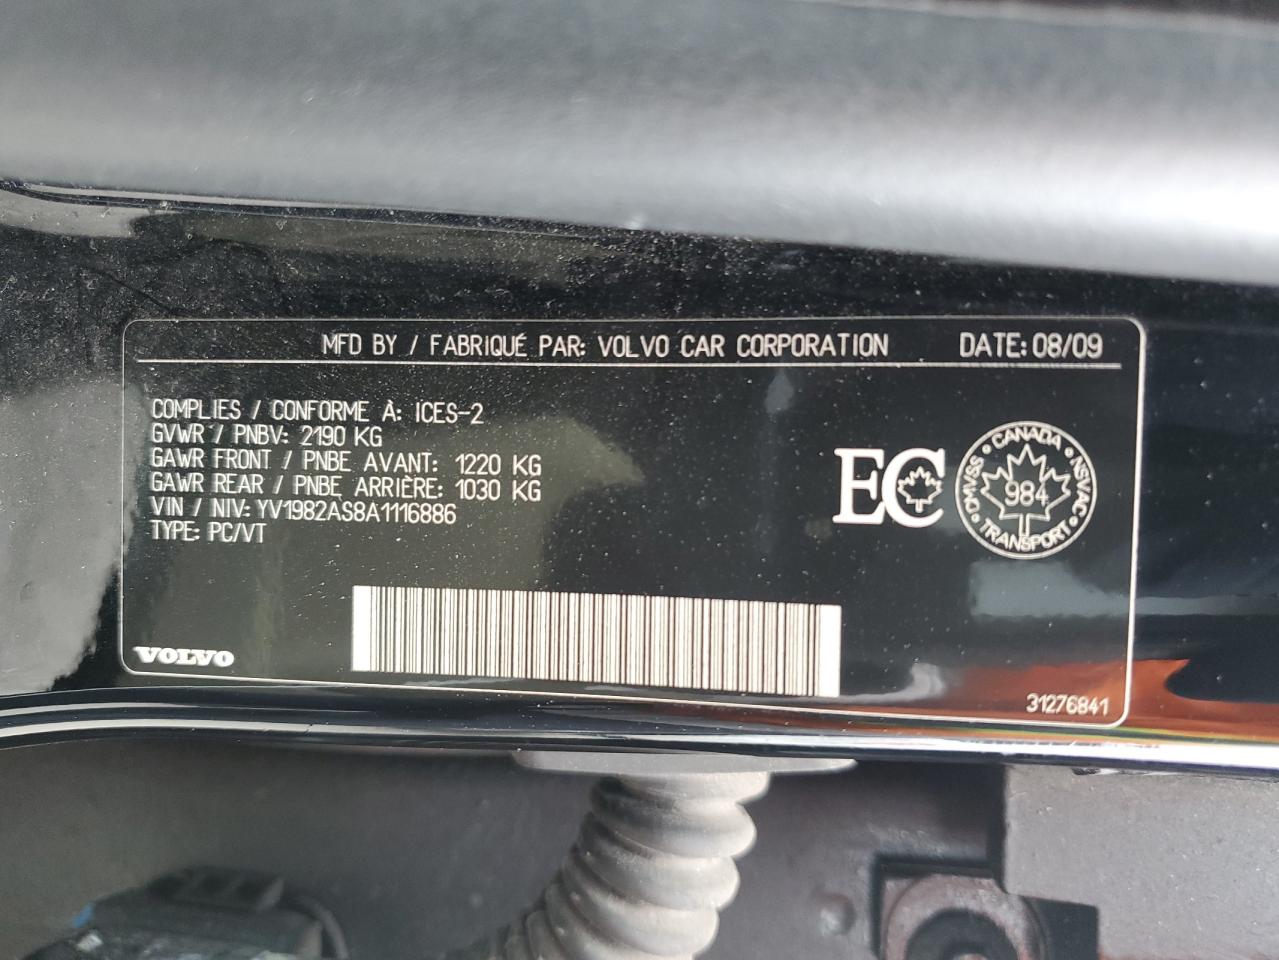 MFD BY / FABRIQUÉ PAR: VOLVO CAR CORPORATION DATE: 08/09
COMPLIES / CONFORME À: ICES-2
GVWR / PNBV: 2190 KG
GAWR FRONT / PNBE AVANT: 1220 KG
GAWR REAR / PNBE ARRIÈRE: 1030 KG
VIN / NIV: YV1982AS8A1116886
TYPE: PC/VT
EC
CANADA
NSVAC
TRANSPORT
CMVSS
984
VOLVO
31276841